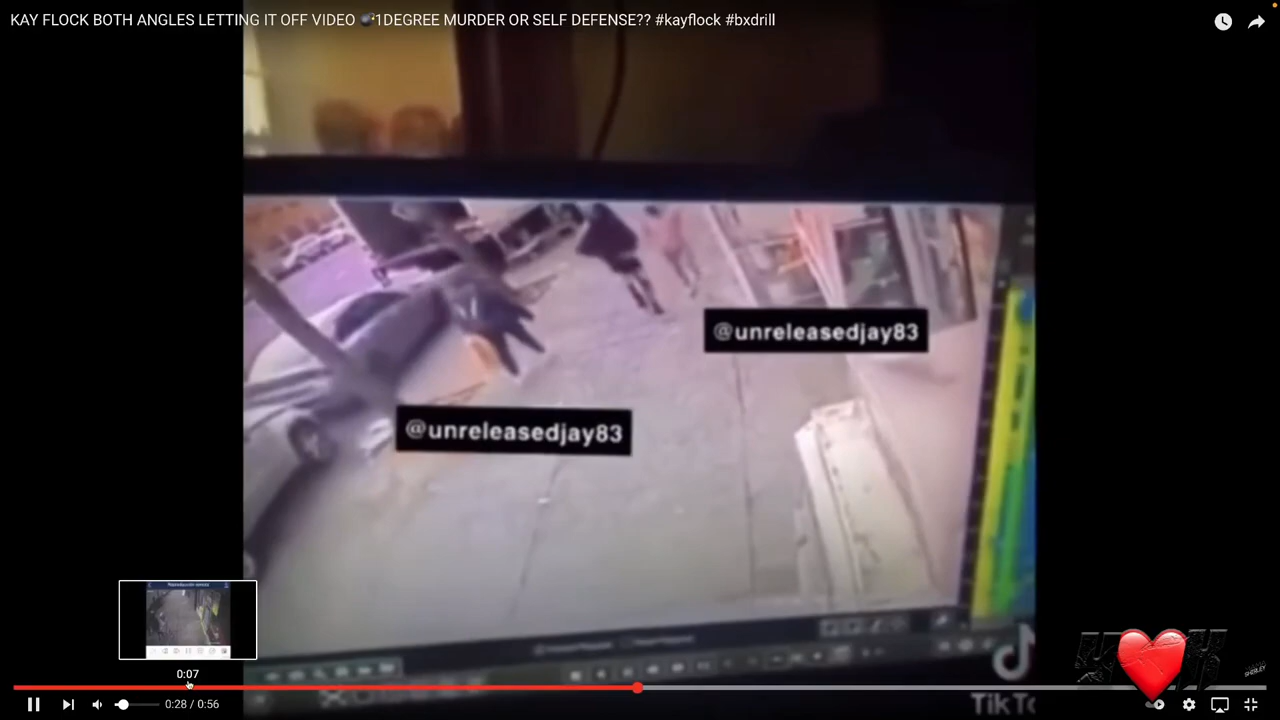 KAY FLOCK BOTH ANGLES LETTING IT OFF VIDEO 💣1DEGREE MURDER OR SELF DEFENSE?? #kayflock #bxdrill
@unreleasedjay83
@unreleasedjay83
0:07
0:28 / 0:56
TikTo